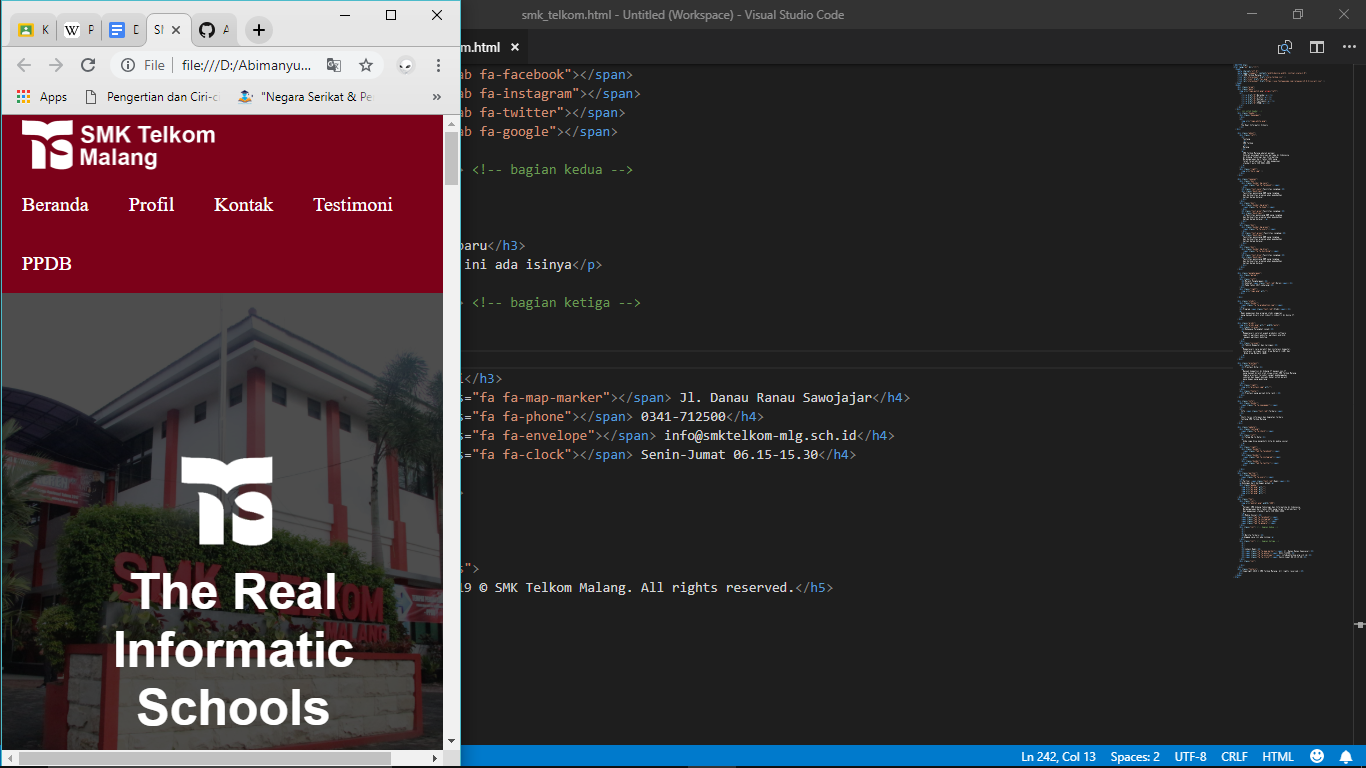 smk_telkom.html - Untitled (Workspace) - Visual Studio Code
K
W P
D
SI
A
m.html
File
file:///D:/Abimanyu...
Apps
Pengertian dan Ciri-c
"Negara Serikat & Pe
»
SMK Telkom
Malang
Beranda Profil Kontak Testimoni
PPDB
SMK TELKOM
MALANG
The Real
Informatic
Schools
ab fa-facebook"></span>
ab fa-instagram"></span>
ab fa-twitter"></span>
ab fa-google"></span>
> <!-- bagian kedua -->
baru</h3>
ini ada isinya</p>
> <!-- bagian ketiga -->
</h3>
s="fa fa-map-marker"></span> Jl. Danau Ranau Sawojajar</h4>
s="fa fa-phone"></span> 0341-712500</h4>
s="fa fa-envelope"></span> info@smktelkom-mlg.sch.id</h4>
s="fa fa-clock"></span> Senin-Jumat 06.15-15.30</h4>
>
s">
19 © SMK Telkom Malang. All rights reserved.</h5>
Ln 242, Col 13 Spaces: 2 UTF-8 CRLF HTML